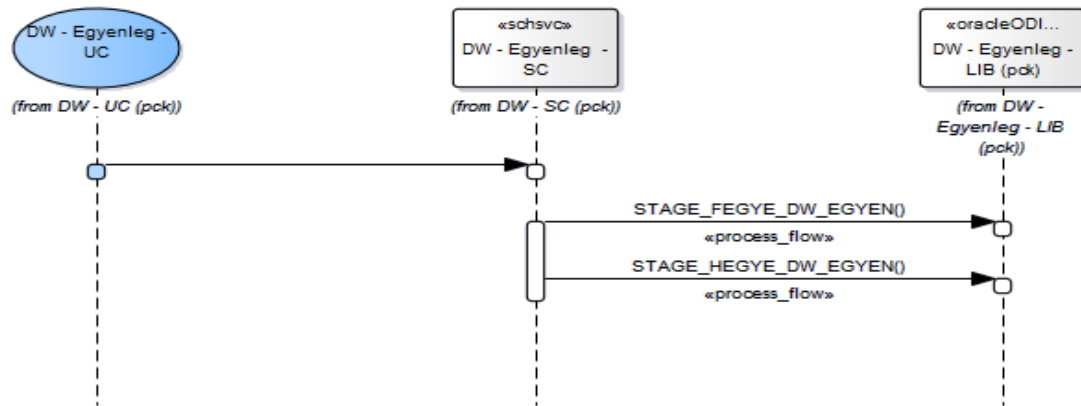 DW - Egyenleg -
UC
(from DW - UC (pck))
«schsvc»
DW - Egyenleg -
SC
(from DW - SC (pck))
«oracleODI...
DW - Egyenleg -
LIB (pck)
(from DW -
Egyenleg - LIB
(pck))
STAGE_FEGYE_DW_EGYEN()
«process_flow»
STAGE_HEGYE_DW_EGYEN()
«process_flow»